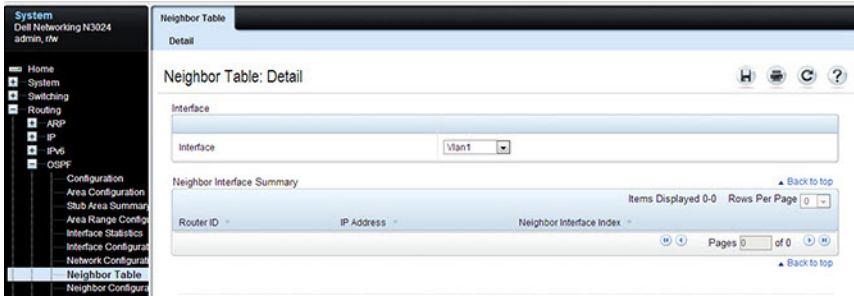 System
Dell Networking N3024
admin, r/w
Home
System
Switching
Routing
ARP
IP
IPv6
OSPF
Configuration
Area Configuration
Stub Area Summary
Area Range Configu
Interface Statistics
Interface Configurat
Network Configurati
Neighbor Table
Neighbor Configura
Neighbor Table
Detail
Neighbor Table: Detail
?
Interface
Interface Vlan1
Neighbor Interface Summary Back to top
Items Displayed 0-0 Rows Per Page 0
Router ID IP Address Neighbor Interface Index
Pages 0 of 0
Back to top